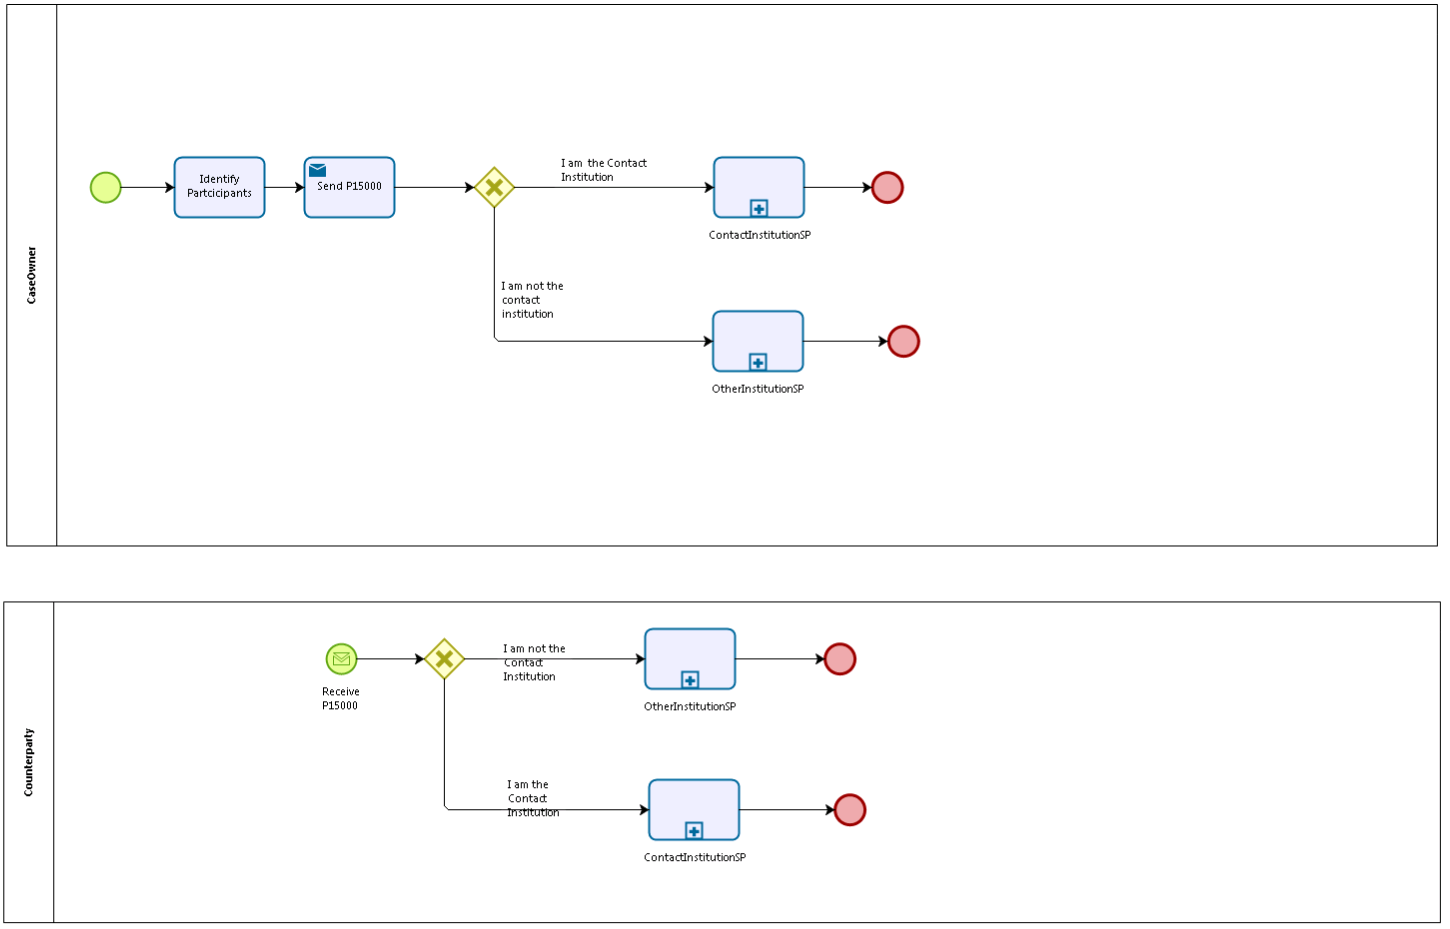 CaseOwner
Identify
Partcicipants
Send P15000
I am the Contact
Institution
ContactInstitutionSP
I am not the
contact
institution
OtherInstitutionSP
Counterparty
Receive
P15000
I am not the
Contact
Institution
OtherInstitutionSP
I am the
Contact
Institution
ContactInstitutionSP